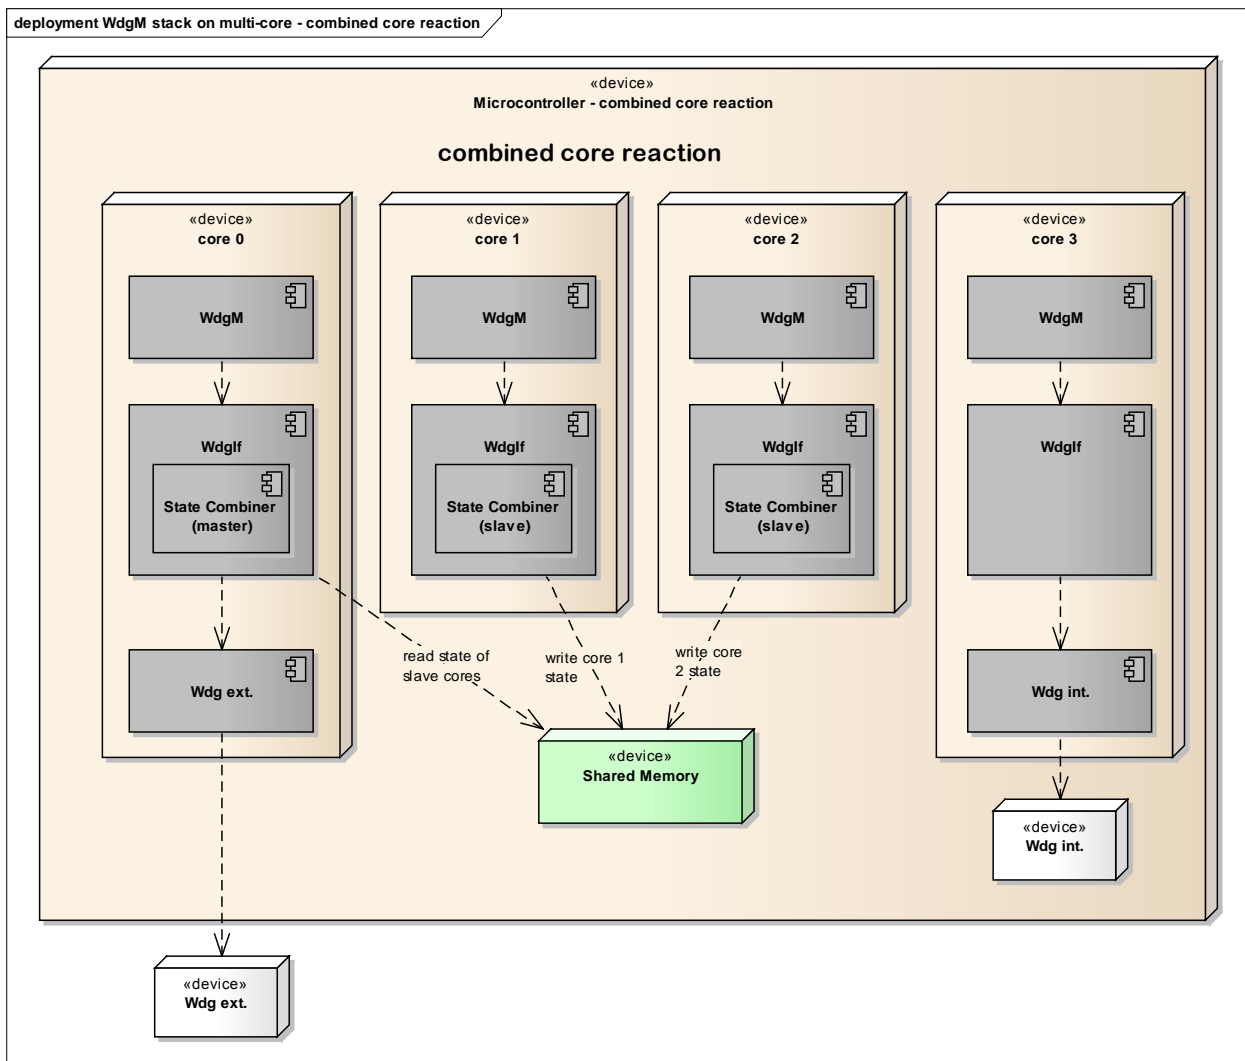 deployment WdgM stack on multi-core - combined core reaction
«device»
Microcontroller - combined core reaction
combined core reaction
«device»
core 0
WdgM
WdgIf
State Combiner
(master)
Wdg ext.
«device»
core 1
WdgM
WdgIf
State Combiner
(slave)
«device»
core 2
WdgM
WdgIf
State Combiner
(slave)
«device»
core 3
WdgM
WdgIf
Wdg int.
read state of
slave cores
write core 1
state
write core
2 state
«device»
Shared Memory
«device»
Wdg int.
«device»
Wdg ext.